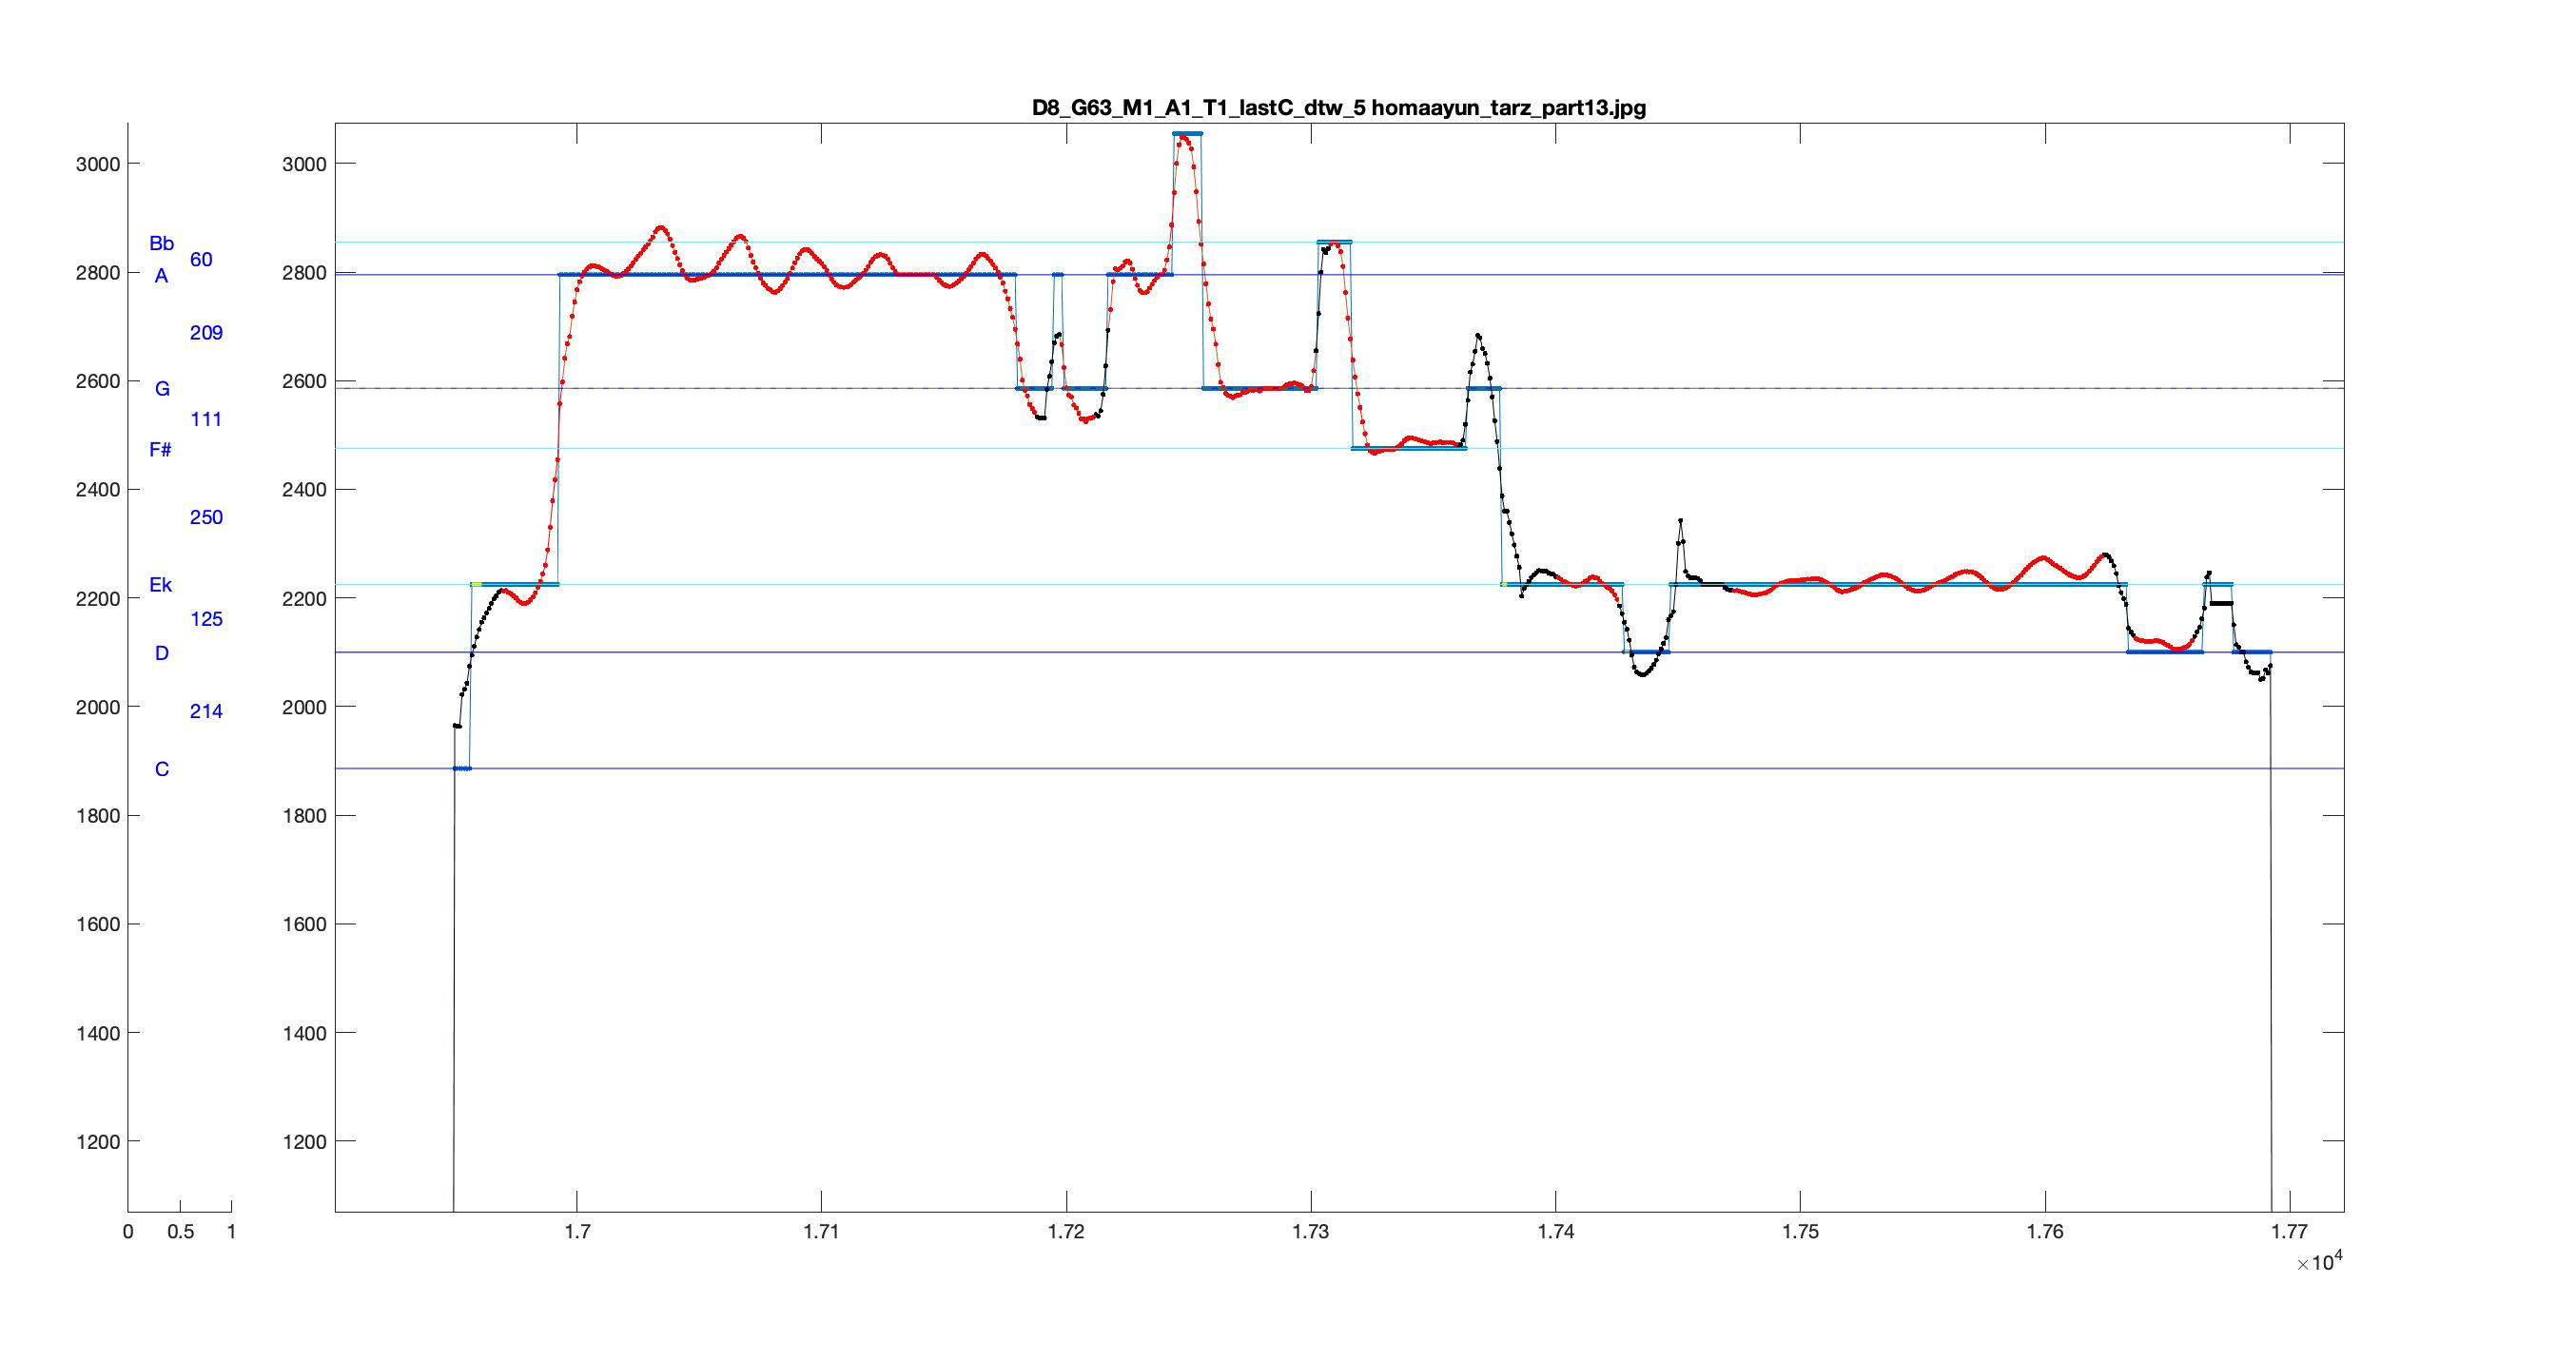 D8_G63_M1_A1_T1_lastC_dtw_5 homaayun_tarz_part13.jpg
3000 3000
Bb
60
2800 A 2800
209
2600 G 2600
111
F#
2400 2400
250
Ek
2200 2200
125
D
2000 214 2000
C
1800 1800
1600 1600
1400 1400
1200 1200
0 0.5 1 1.7 1.71 1.72 1.73 1.74 1.75 1.76 1.77
×10⁴